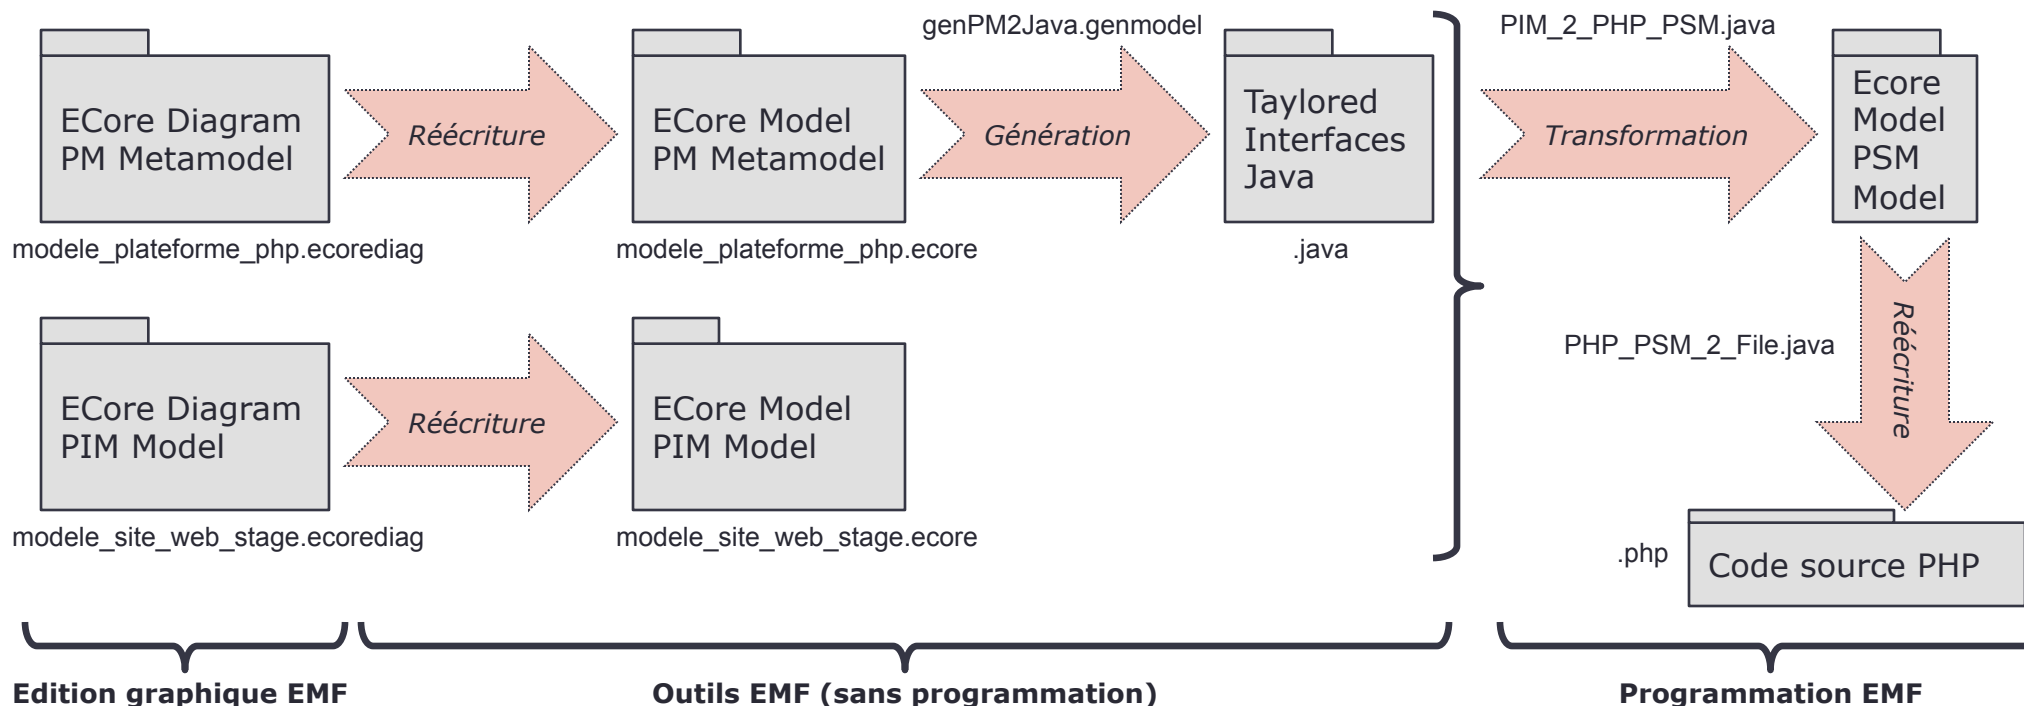 genPM2Java.genmodel
PIM_2_PHP_PSM.java
ECore Diagram
PM Metamodel
Réécriture
ECore Model
PM Metamodel
Génération
Taylored
Interfaces
Java
Transformation
Ecore
Model
PSM
Model
modele_plateforme_php.ecorediag
modele_plateforme_php.ecore
.java
PHP_PSM_2_File.java
Réécriture
ECore Diagram
PIM Model
Réécriture
ECore Model
PIM Model
modele_site_web_stage.ecorediag
modele_site_web_stage.ecore
.php
Code source PHP
Edition graphique EMF
Outils EMF (sans programmation)
Programmation EMF